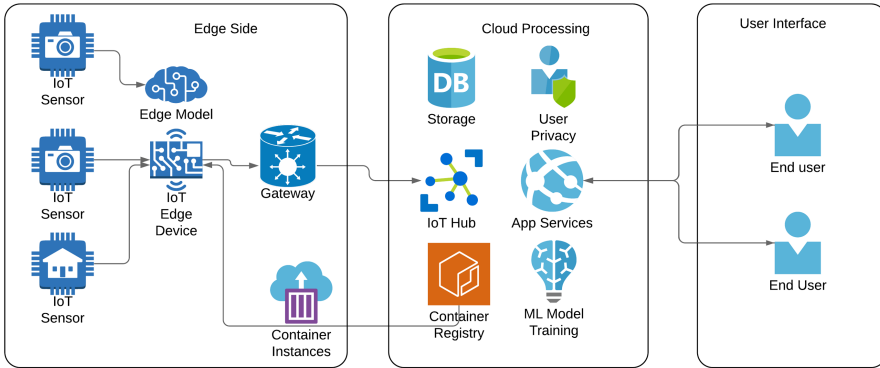 Edge Side
Cloud Processing
User Interface
IoT
Sensor
Edge Model
IoT
Sensor
IoT
Edge
Device
Gateway
IoT
Sensor
Container
Instances
DB
Storage
User
Privacy
IoT Hub
App Services
Container
Registry
ML Model
Training
End user
End User